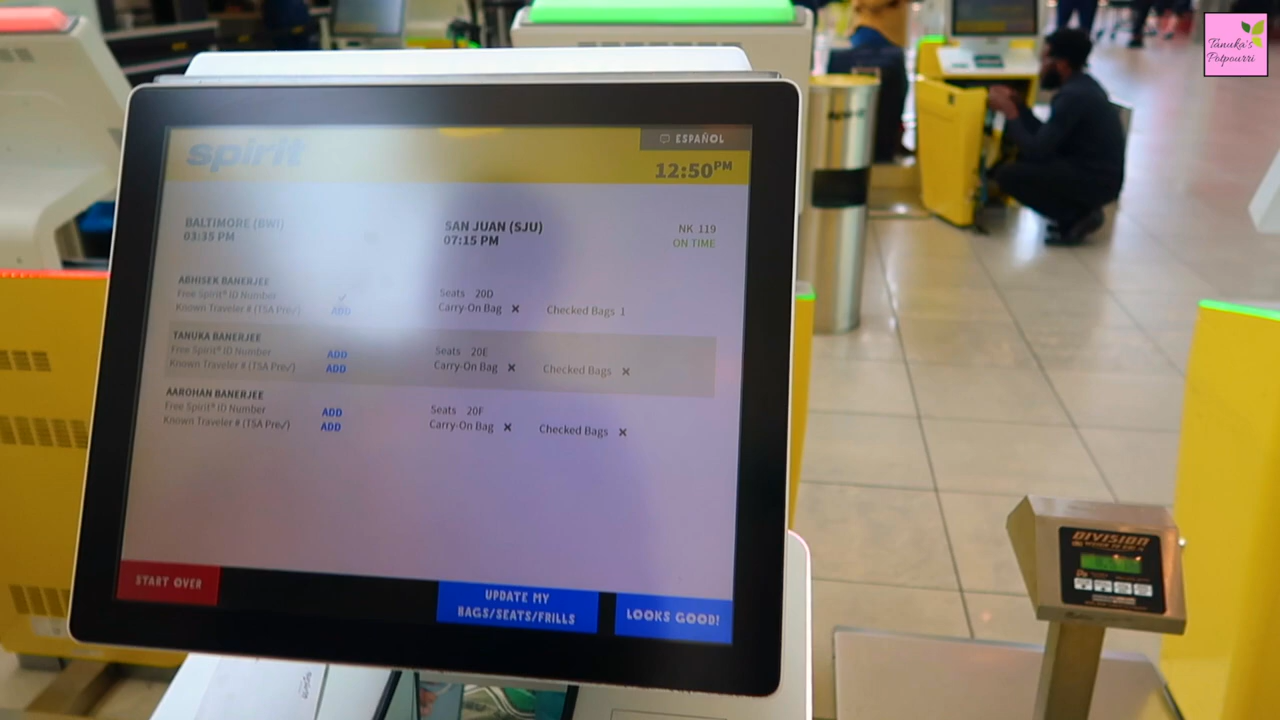 Tanuka's
Potpourri
ESPAÑOL
spirit
12:50PM
BALTIMORE (BWI)
03:35 PM
SAN JUAN (SJU)
07:15 PM
NK 119
ON TIME
ABHISEK BANERJEE
Free Spirit® ID Number ✓
Known Traveler # (TSA Pre✓) ADD
Seats 20D
Carry-On Bag × Checked Bags 1
TANUKA BANERJEE
Free Spirit® ID Number ADD
Known Traveler # (TSA Pre✓) ADD
Seats 20E
Carry-On Bag × Checked Bags ×
AAROHAN BANERJEE
Free Spirit® ID Number ADD
Known Traveler # (TSA Pre✓) ADD
Seats 20F
Carry-On Bag × Checked Bags ×
START OVER
UPDATE MY
BAGS/SEATS/FRILLS
LOOKS GOOD!
DIVISION